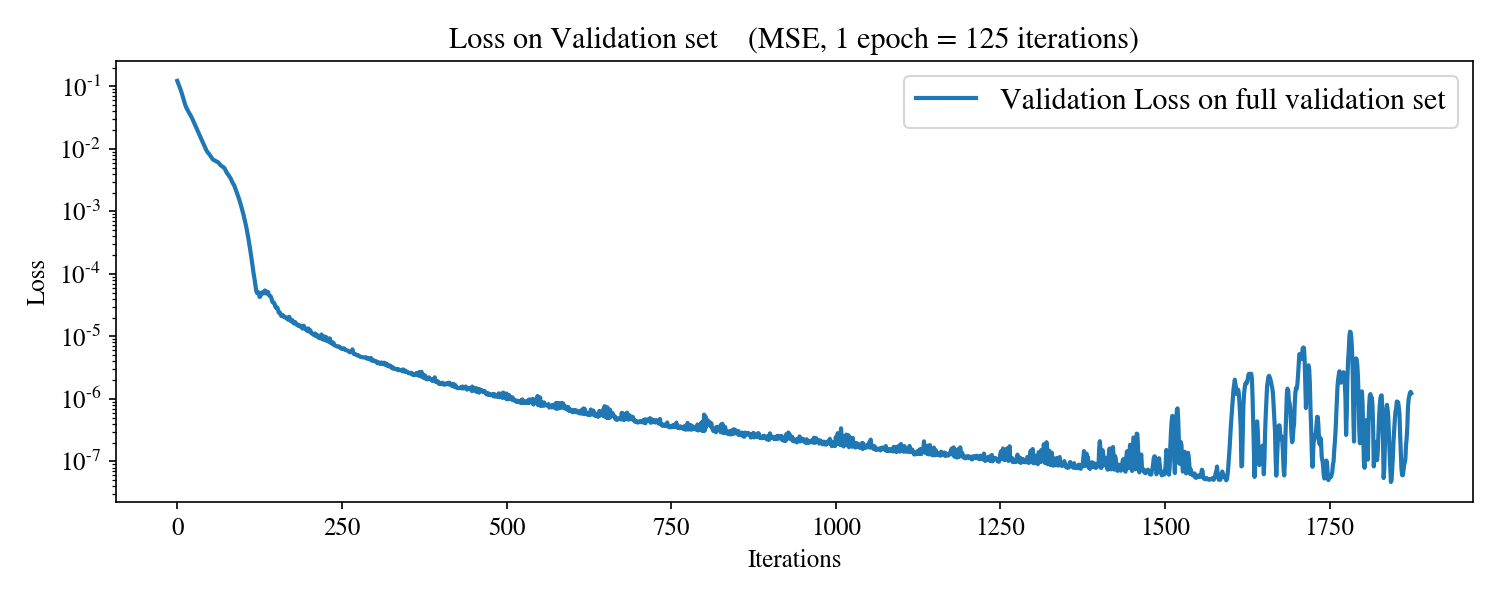 Loss on Validation set (MSE, 1 epoch = 125 iterations)
Validation Loss on full validation set
Loss
10^-1
10^-2
10^-3
10^-4
10^-5
10^-6
10^-7
0 250 500 750 1000 1250 1500 1750
Iterations